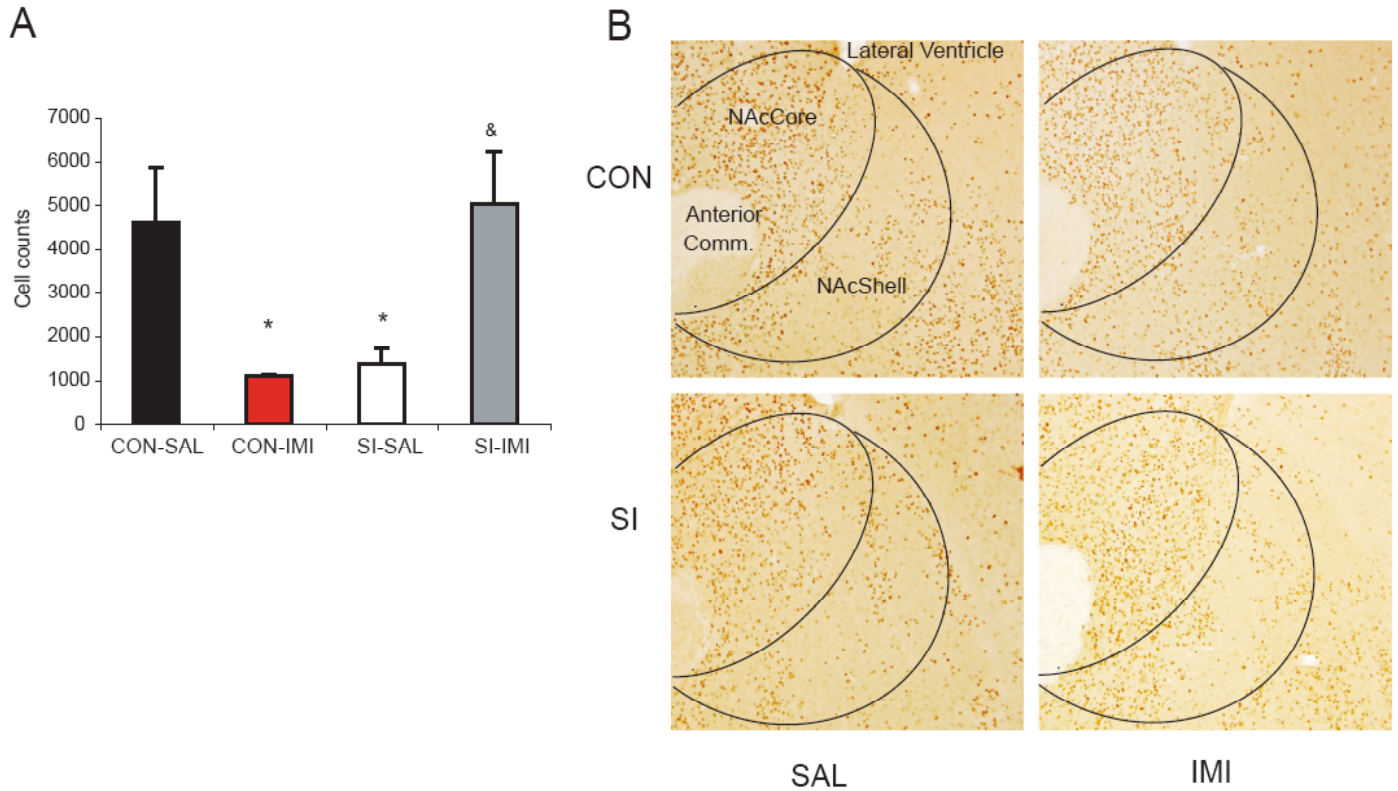 A
B
7000
6000
5000
4000
3000
2000
1000
0
Cell counts
*
*
&
CON-SAL
CON-IMI
SI-SAL
SI-IMI
Lateral Ventricle
NAcCore
CON
Anterior
Comm.
NAcShell
SI
SAL
IMI